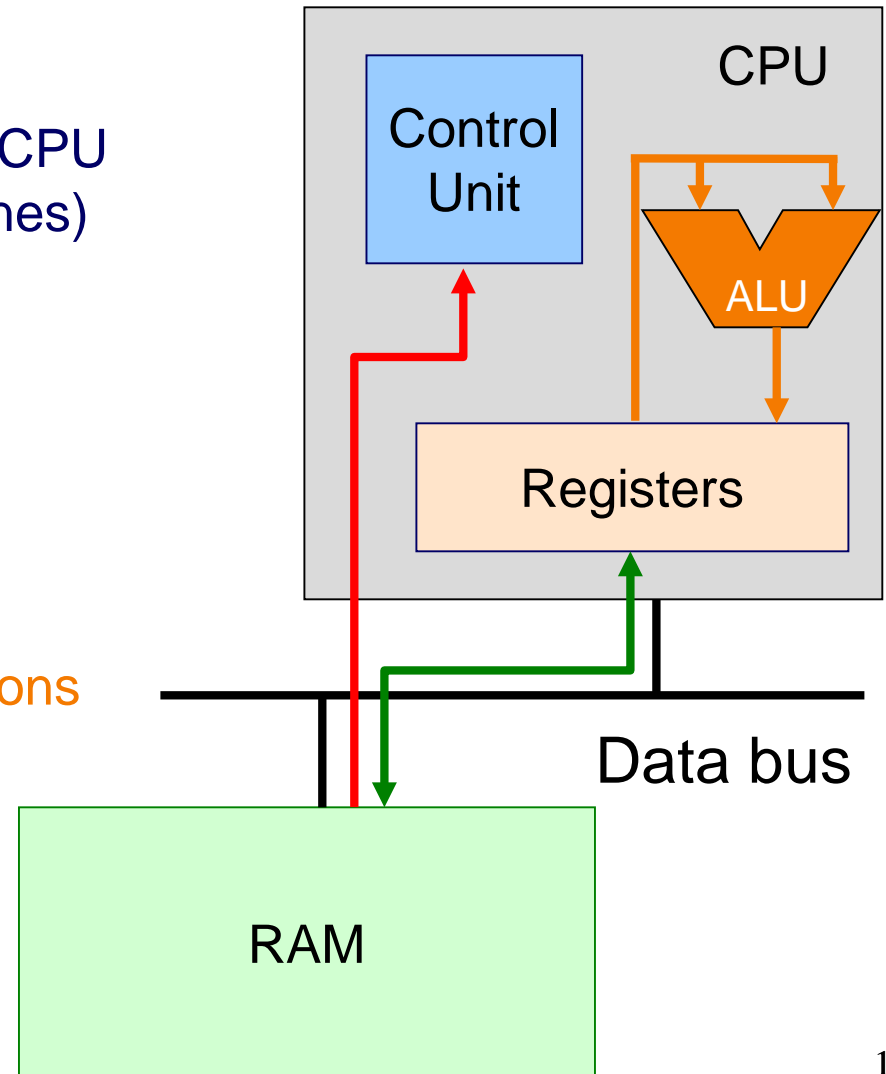 CPU
Control
Unit
CPU
nes)
ALU
Registers
ons
Data bus
RAM
1